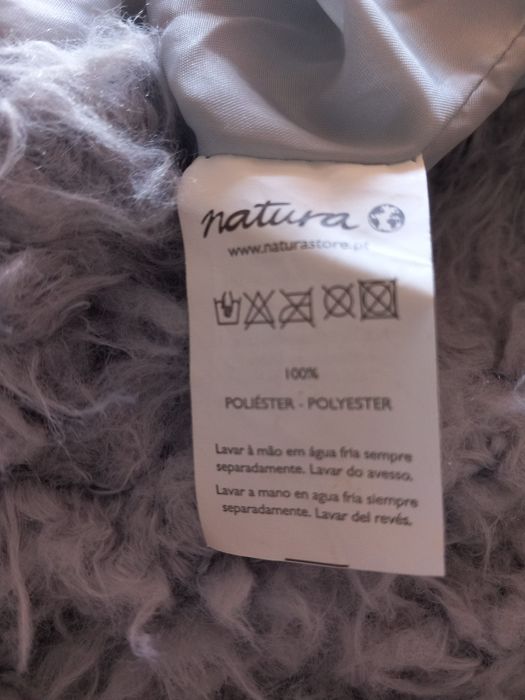 natura
www.naturastore.pt
100%
POLIÉSTER - POLYESTER
Lavar à mão em água fria sempre
separadamente. Lavar do avesso.
Lavar a mano en agua fría siempre
separadamente. Lavar del revés.